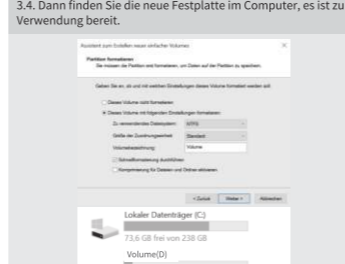 3.4. Dann finden Sie die neue Festplatte im Computer, es ist zu
Verwendung bereit.
Assistent zum Erstellen neuer einfacher Volumes
Partition formatieren
Sie müssen die Partition erst formatieren, um Daten auf der Partition zu speichern.
Geben Sie an, ob und mit welchen Einstellungen dieses Volume formatiert werden soll.
Dieses Volume nicht formatieren
Dieses Volume mit folgenden Einstellungen formatieren:
Zu verwendendes Dateisystem: NTFS
Größe der Zuordnungseinheit: Standard
Volumebezeichnung: Volume
Schnellformatierung durchführen
Komprimierung für Dateien und Ordner aktivieren
< Zurück Weiter > Abbrechen
Lokaler Datenträger (C:)
73,6 GB frei von 238 GB
Volume(D)